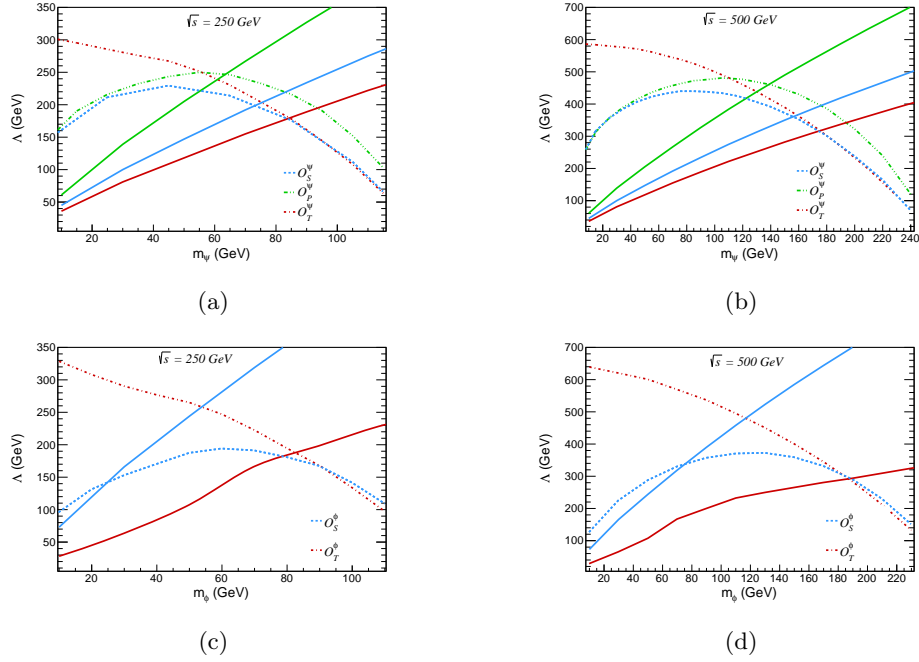 √s = 250 GeV
Λ (GeV)
350
300
250
200
150
100
50
O_S^ψ
O_P^ψ
O_T^ψ
20 40 60 80 100
m_ψ (GeV)
(a)
√s = 500 GeV
Λ (GeV)
700
600
500
400
300
200
100
O_S^ψ
O_P^ψ
O_T^ψ
20 40 60 80 100 120 140 160 180 200 220 240
m_ψ (GeV)
(b)
√s = 250 GeV
Λ (GeV)
350
300
250
200
150
100
50
O_S^ϕ
O_T^ϕ
20 40 60 80 100
m_ϕ (GeV)
(c)
√s = 500 GeV
Λ (GeV)
700
600
500
400
300
200
100
O_S^ϕ
O_T^ϕ
20 40 60 80 100 120 140 160 180 200 220
m_ϕ (GeV)
(d)